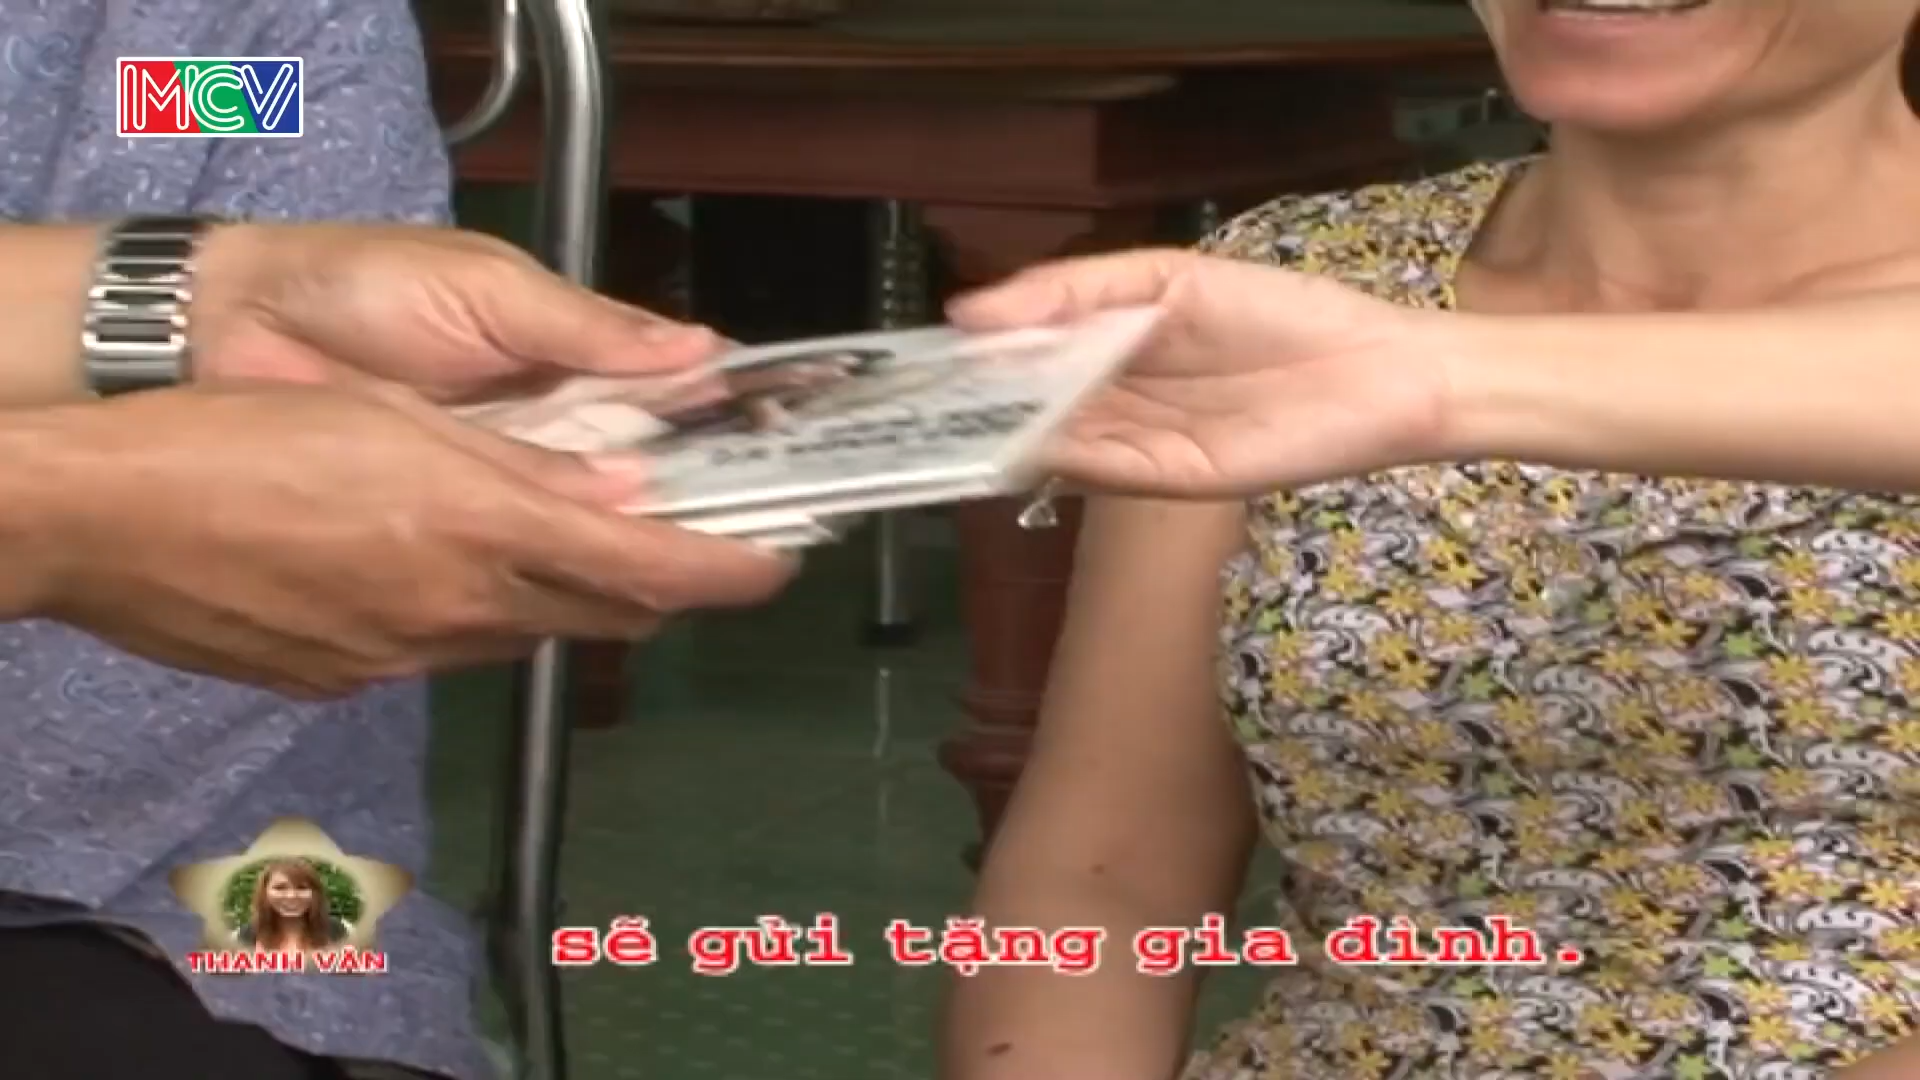 MCV
THANH VÂN
sẽ gửi tặng gia đình.